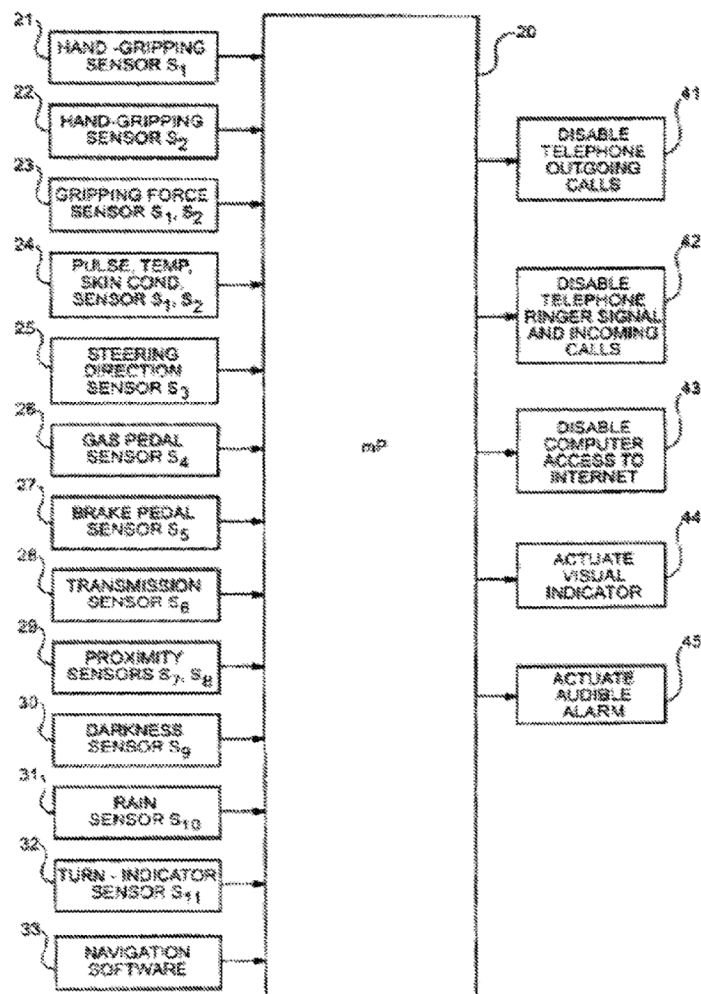 21
HAND -GRIPPING
SENSOR S1
22
HAND-GRIPPING
SENSOR S2
23
GRIPPING FORCE
SENSOR S1, S2
24
PULSE, TEMP,
SKIN COND.
SENSOR S1, S2
25
STEERING
DIRECTION
SENSOR S3
26
GAS PEDAL
SENSOR S4
27
BRAKE PEDAL
SENSOR S5
28
TRANSMISSION
SENSOR S6
29
PROXIMITY
SENSORS S7, S8
30
DARKNESS
SENSOR S9
31
RAIN
SENSOR S10
32
TURN - INDICATOR
SENSOR S11
33
NAVIGATION
SOFTWARE
mP
20
41
DISABLE
TELEPHONE
OUTGOING
CALLS
42
DISABLE
TELEPHONE
RINGER SIGNAL
AND INCOMING
CALLS
43
DISABLE
COMPUTER
ACCESS TO
INTERNET
44
ACTUATE
VISUAL
INDICATOR
45
ACTUATE
AUDIBLE
ALARM